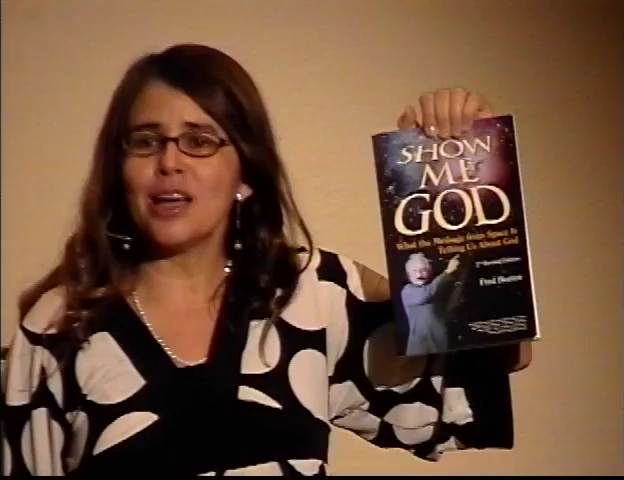 SHOW
ME
GOD
What the Message from Space Is
Telling Us About God
Fred Heeren